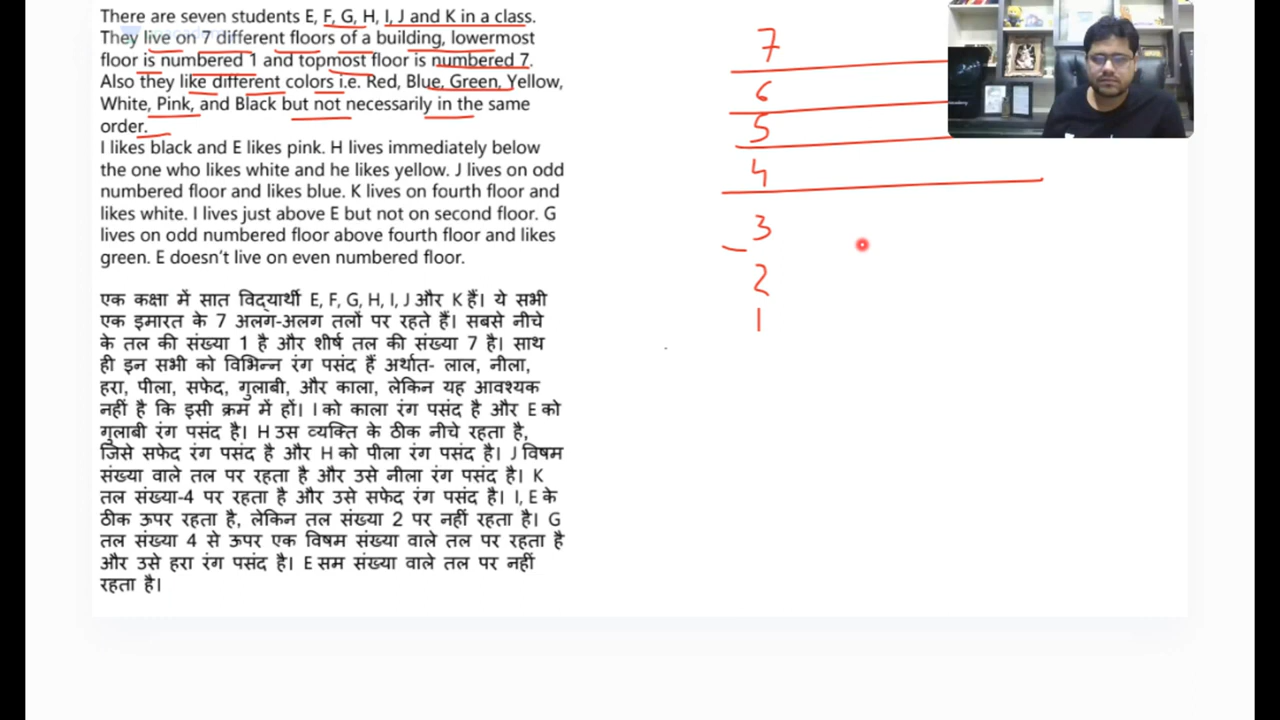 There are seven students E, F, G, H, I, J and K in a class.
They live on 7 different floors of a building, lowermost
floor is numbered 1 and topmost floor is numbered 7.
Also they like different colors i.e. Red, Blue, Green, Yellow,
White, Pink, and Black but not necessarily in the same
order.
I likes black and E likes pink. H lives immediately below
the one who likes white and he likes yellow. J lives on odd
numbered floor and likes blue. K lives on fourth floor and
likes white. I lives just above E but not on second floor. G
lives on odd numbered floor above fourth floor and likes
green. E doesn't live on even numbered floor.
एक कक्षा में सात विद्यार्थी E, F, G, H, I, J और K हैं। ये सभी
एक इमारत के 7 अलग-अलग तलों पर रहते हैं। सबसे नीचे
के तल की संख्या 1 है और शीर्ष तल की संख्या 7 है। साथ
ही इन सभी को विभिन्न रंग पसंद हैं अर्थात- लाल, नीला,
हरा, पीला, सफेद, गुलाबी, और काला, लेकिन यह आवश्यक
नहीं है कि इसी क्रम में हों। I को काला रंग पसंद है और E को
गुलाबी रंग पसंद है। H उस व्यक्ति के ठीक नीचे रहता है,
जिसे सफेद रंग पसंद है और H को पीला रंग पसंद है। J विषम
संख्या वाले तल पर रहता है और उसे नीला रंग पसंद है। K
तल संख्या-4 पर रहता है और उसे सफेद रंग पसंद है। I, E के
ठीक ऊपर रहता है, लेकिन तल संख्या 2 पर नहीं रहता है। G
तल संख्या 4 से ऊपर एक विषम संख्या वाले तल पर रहता है
और उसे हरा रंग पसंद है। E सम संख्या वाले तल पर नहीं
रहता है।
7
6
5
4
3
2
1